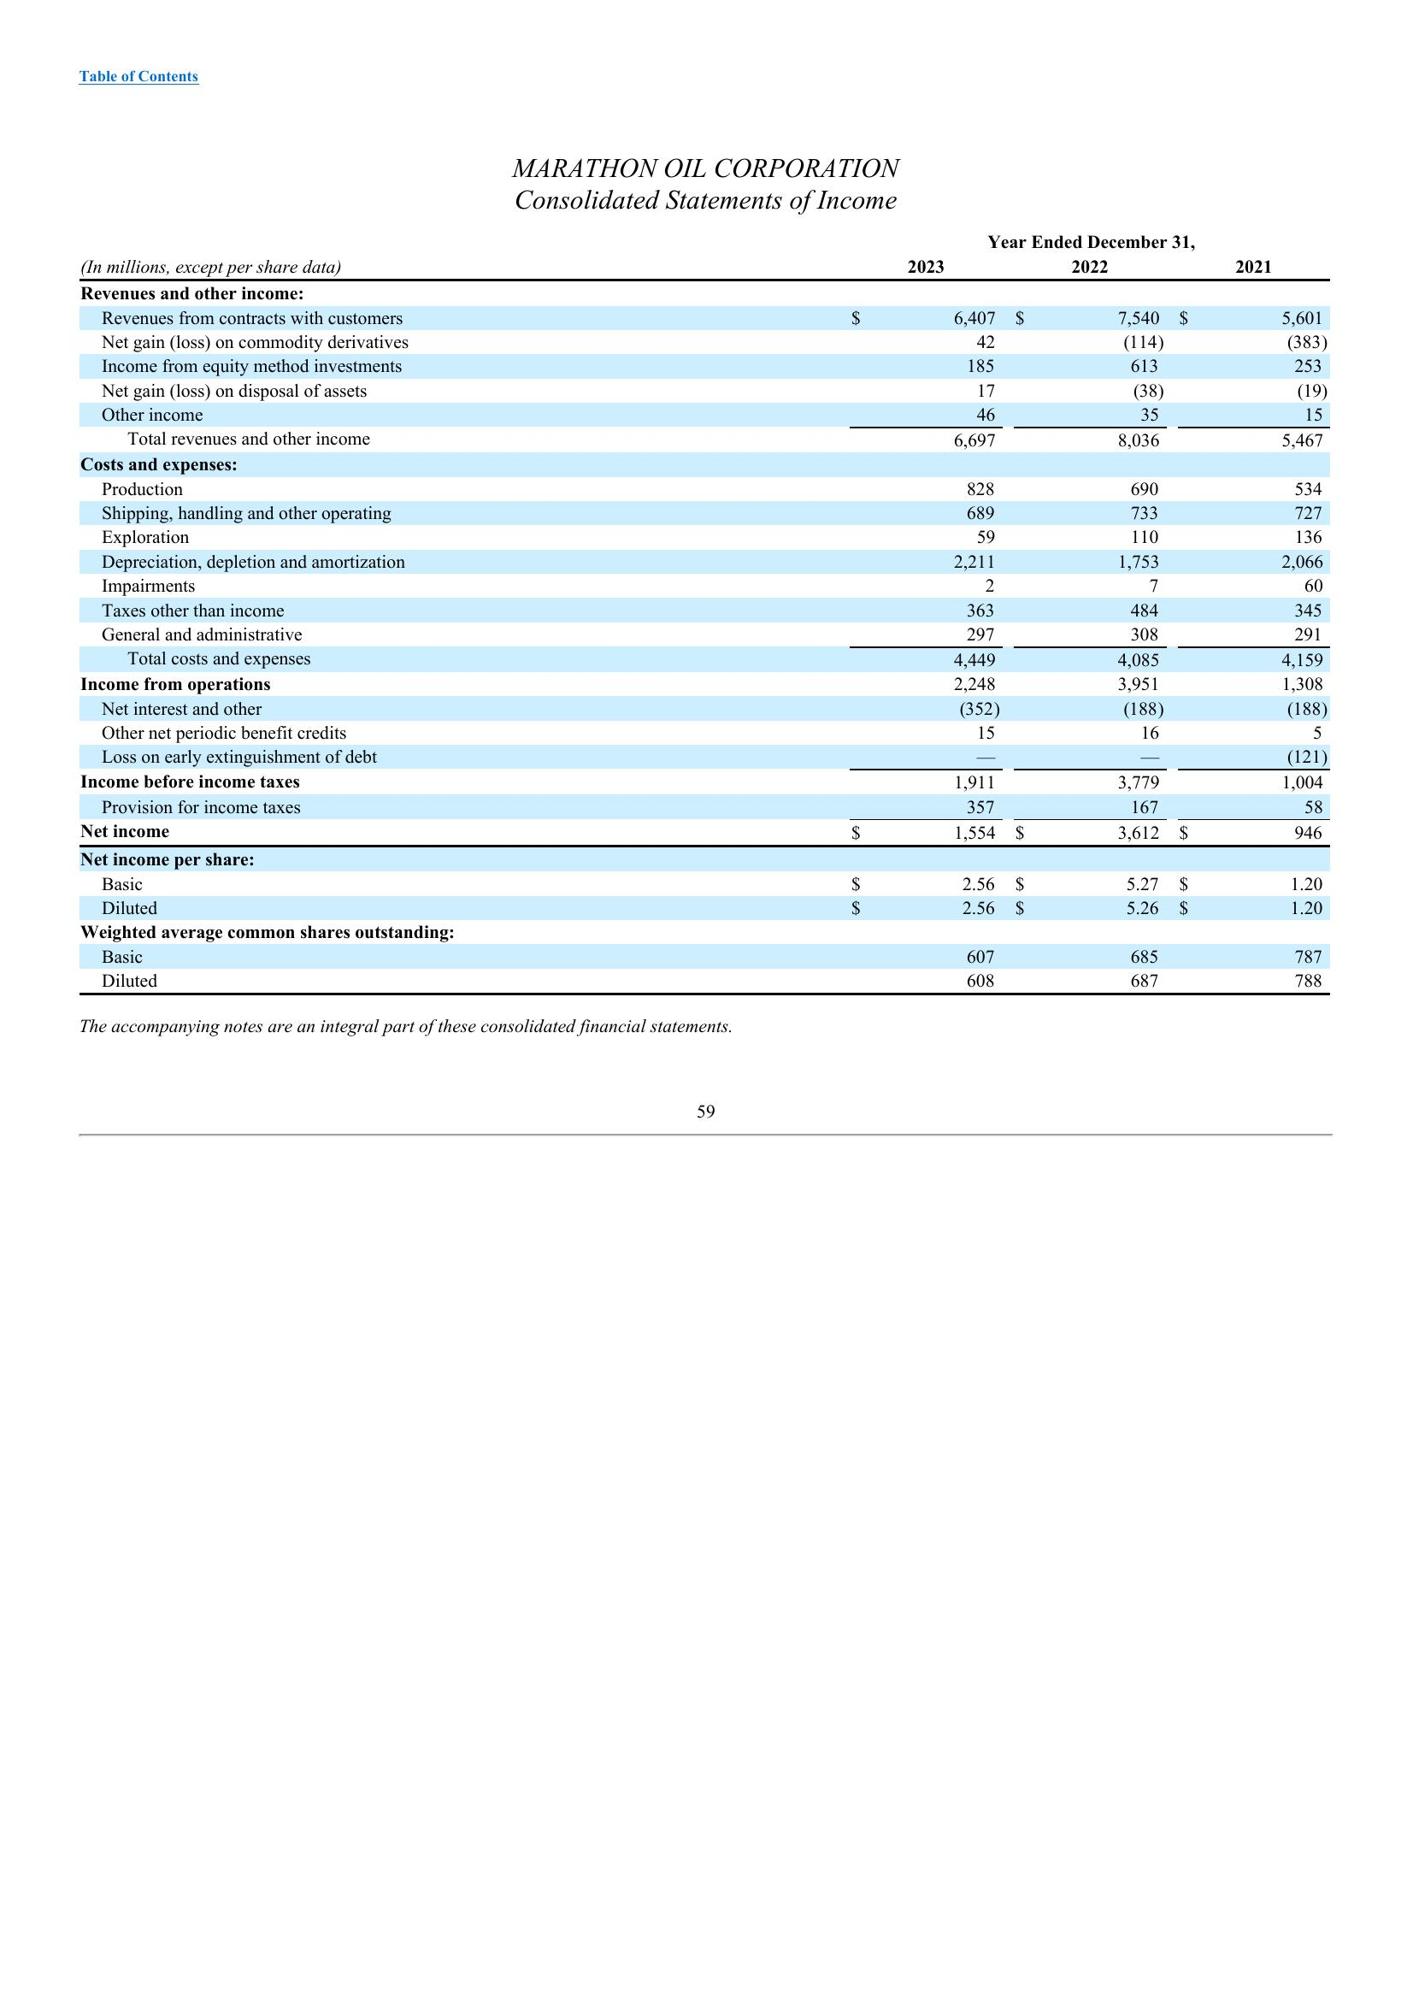 Table of Contents
MARATHON OIL CORPORATION
Consolidated Statements of Income
Year Ended December 31,
(In millions, except per share data) 2023 2022 2021
Revenues and other income:
Revenues from contracts with customers $ 6,407 $ 7,540 $ 5,601
Net gain (loss) on commodity derivatives 42 (114) (383)
Income from equity method investments 185 613 253
Net gain (loss) on disposal of assets 17 (38) (19)
Other income 46 35 15
Total revenues and other income 6,697 8,036 5,467
Costs and expenses:
Production 828 690 534
Shipping, handling and other operating 689 733 727
Exploration 59 110 136
Depreciation, depletion and amortization 2,211 1,753 2,066
Impairments 2 7 60
Taxes other than income 363 484 345
General and administrative 297 308 291
Total costs and expenses 4,449 4,085 4,159
Income from operations 2,248 3,951 1,308
Net interest and other (352) (188) (188)
Other net periodic benefit credits 15 16 5
Loss on early extinguishment of debt — — (121)
Income before income taxes 1,911 3,779 1,004
Provision for income taxes 357 167 58
Net income $ 1,554 $ 3,612 $ 946
Net income per share:
Basic $ 2.56 $ 5.27 $ 1.20
Diluted $ 2.56 $ 5.26 $ 1.20
Weighted average common shares outstanding:
Basic 607 685 787
Diluted 608 687 788
The accompanying notes are an integral part of these consolidated financial statements.
59